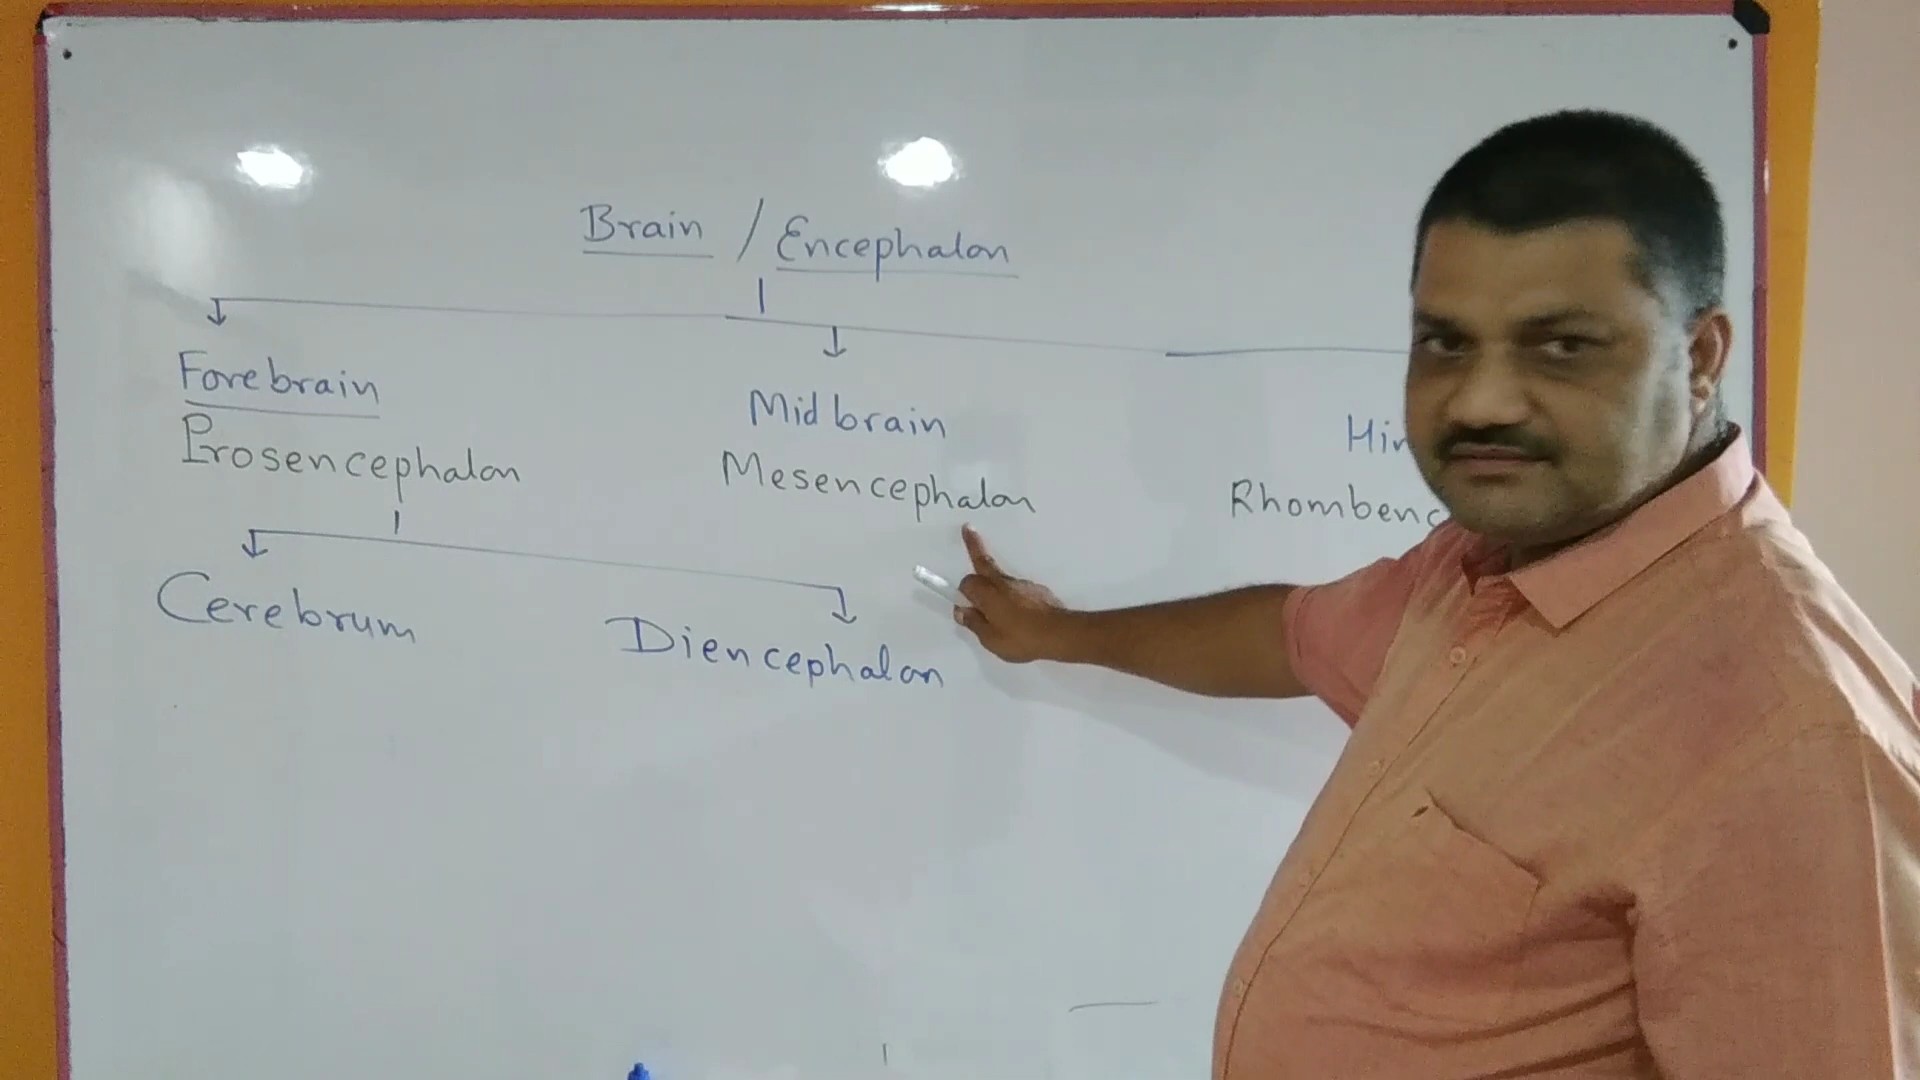 Brain / Encephalon
Forebrain
Prosencephalon
Midbrain
Mesencephalon
Cerebrum
Diencephalon